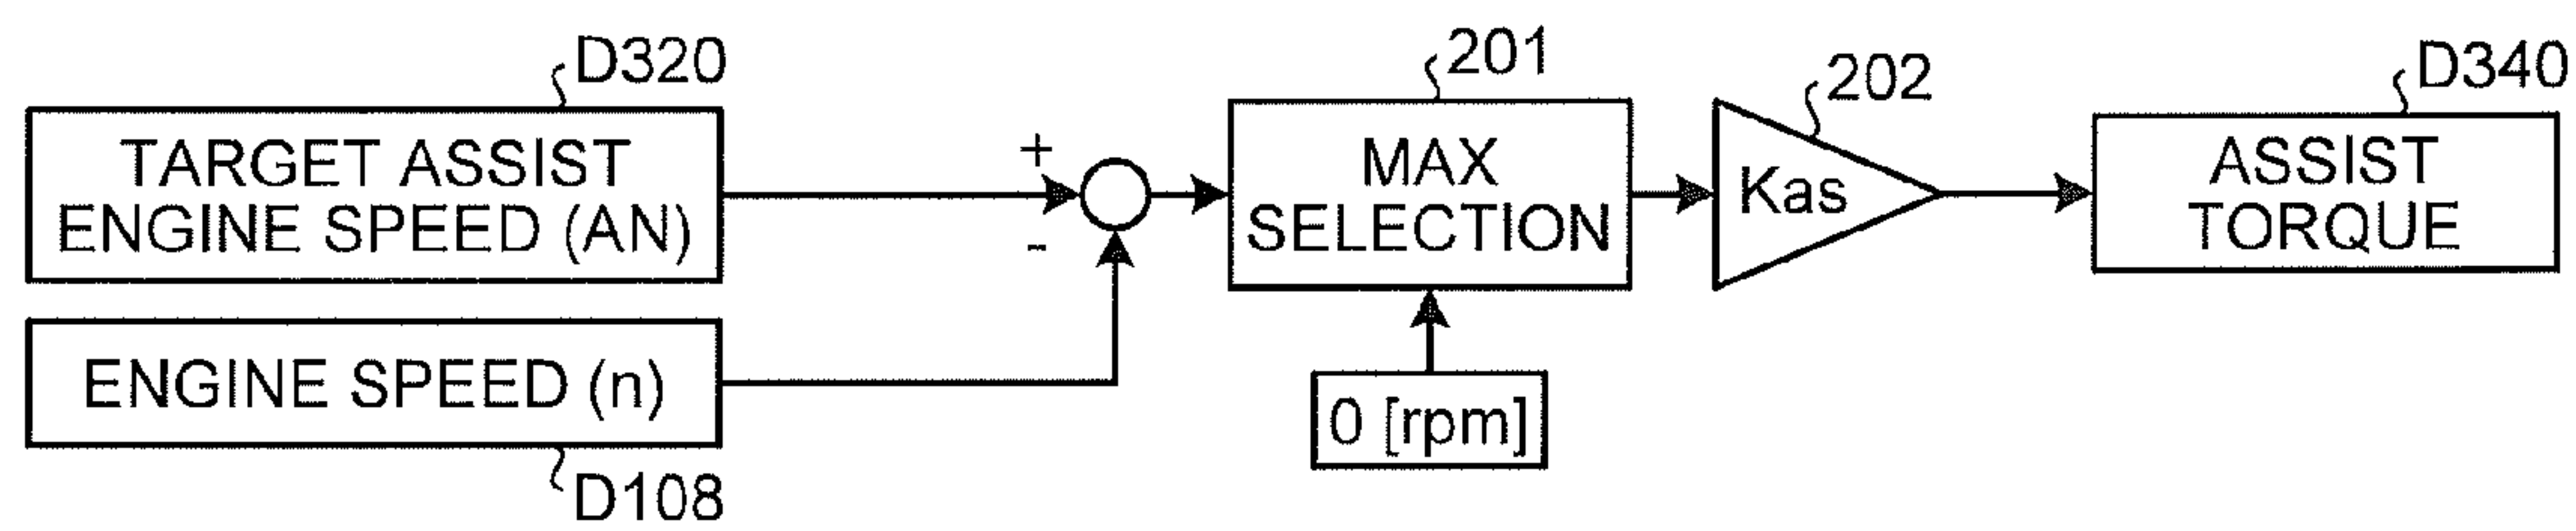 D320
TARGET ASSIST
ENGINE SPEED (AN)
+
-
ENGINE SPEED (n)
D108
201
MAX
SELECTION
0 [rpm]
202
Kas
D340
ASSIST
TORQUE